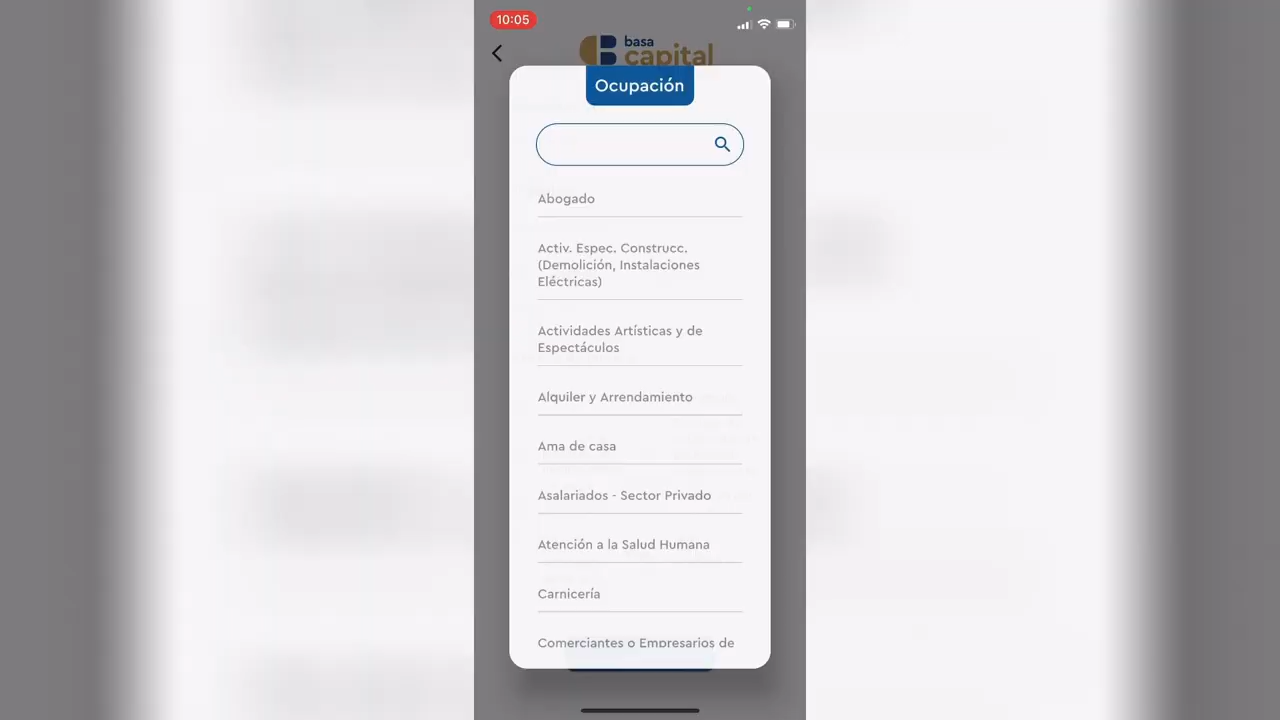 10:05
basa
capital
Ocupación
Abogado
Activ. Espec. Construcc.
(Demolición, Instalaciones
Eléctricas)
Actividades Artísticas y de
Espectáculos
Alquiler y Arrendamiento
Ama de casa
Asalariados - Sector Privado
Atención a la Salud Humana
Carnicería
Comerciantes o Empresarios de